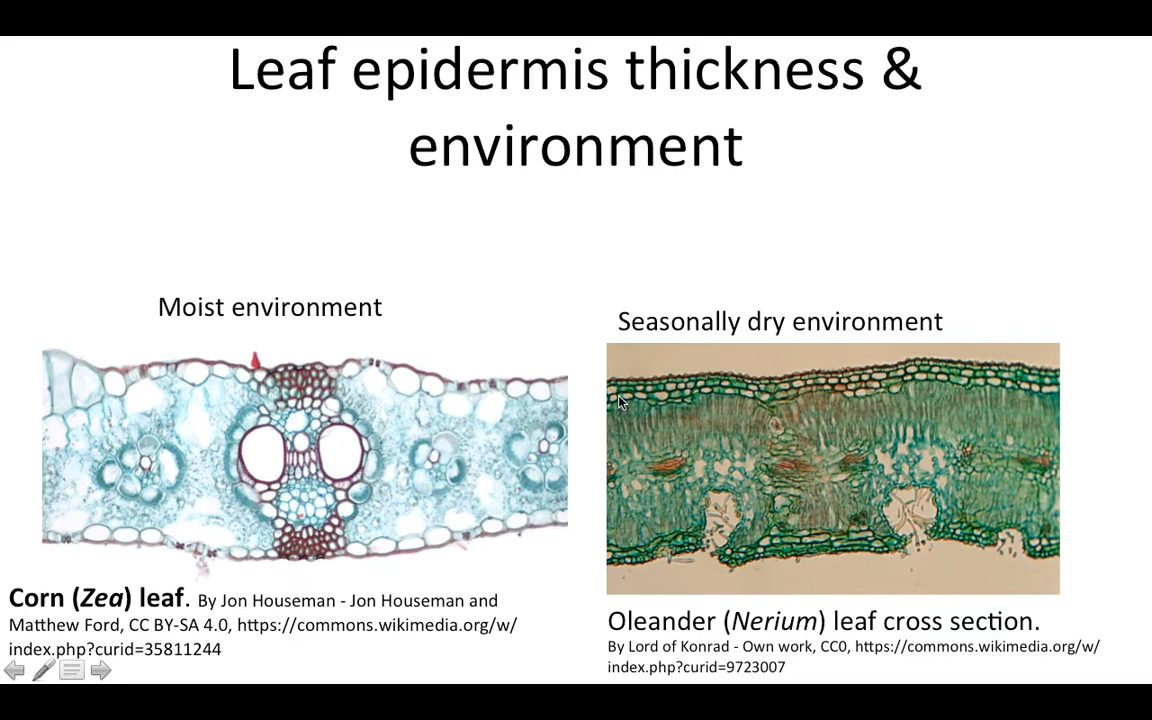 Leaf epidermis thickness &
environment
Moist environment
Seasonally dry environment
Corn (Zea) leaf. By Jon Houseman - Jon Houseman and
Matthew Ford, CC BY-SA 4.0, https://commons.wikimedia.org/w/
index.php?curid=35811244
Oleander (Nerium) leaf cross section.
By Lord of Konrad - Own work, CC0, https://commons.wikimedia.org/w/
index.php?curid=9723007